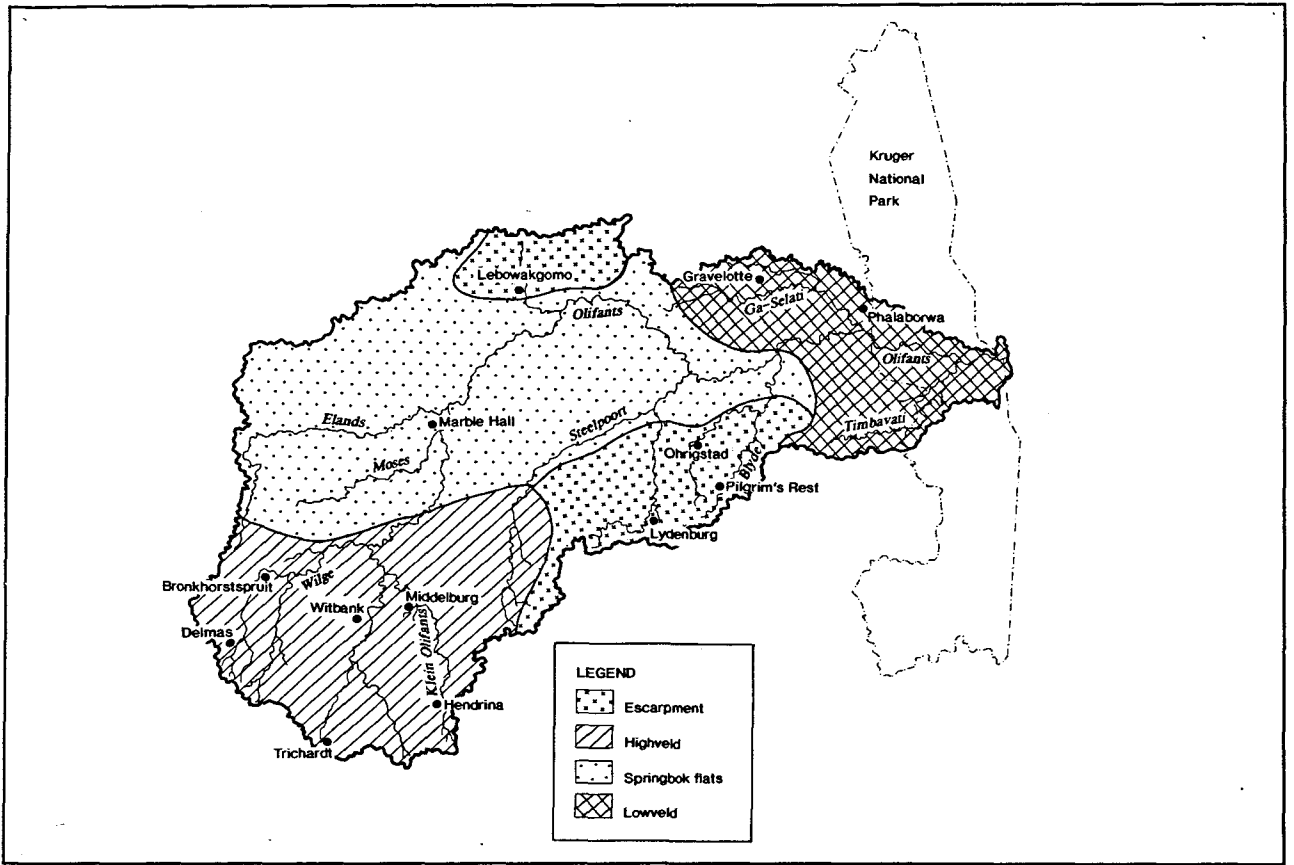 Kruger
National
Park
Lebowakgomo
Gravelotte
Ga-Selati
Olifants
Phalaborwa
Olifants
Elands
Marble Hall
Steelpoort
Timbavati
Moses
Ohrigstad
Blyde
Pilgrim's Rest
Lydenburg
Bronkhorstspruit
Wilge
Witbank
Middelburg
Delmas
Klein Olifants
Hendrina
Trichardt
LEGEND
Escarpment
Highveld
Springbok flats
Lowveld